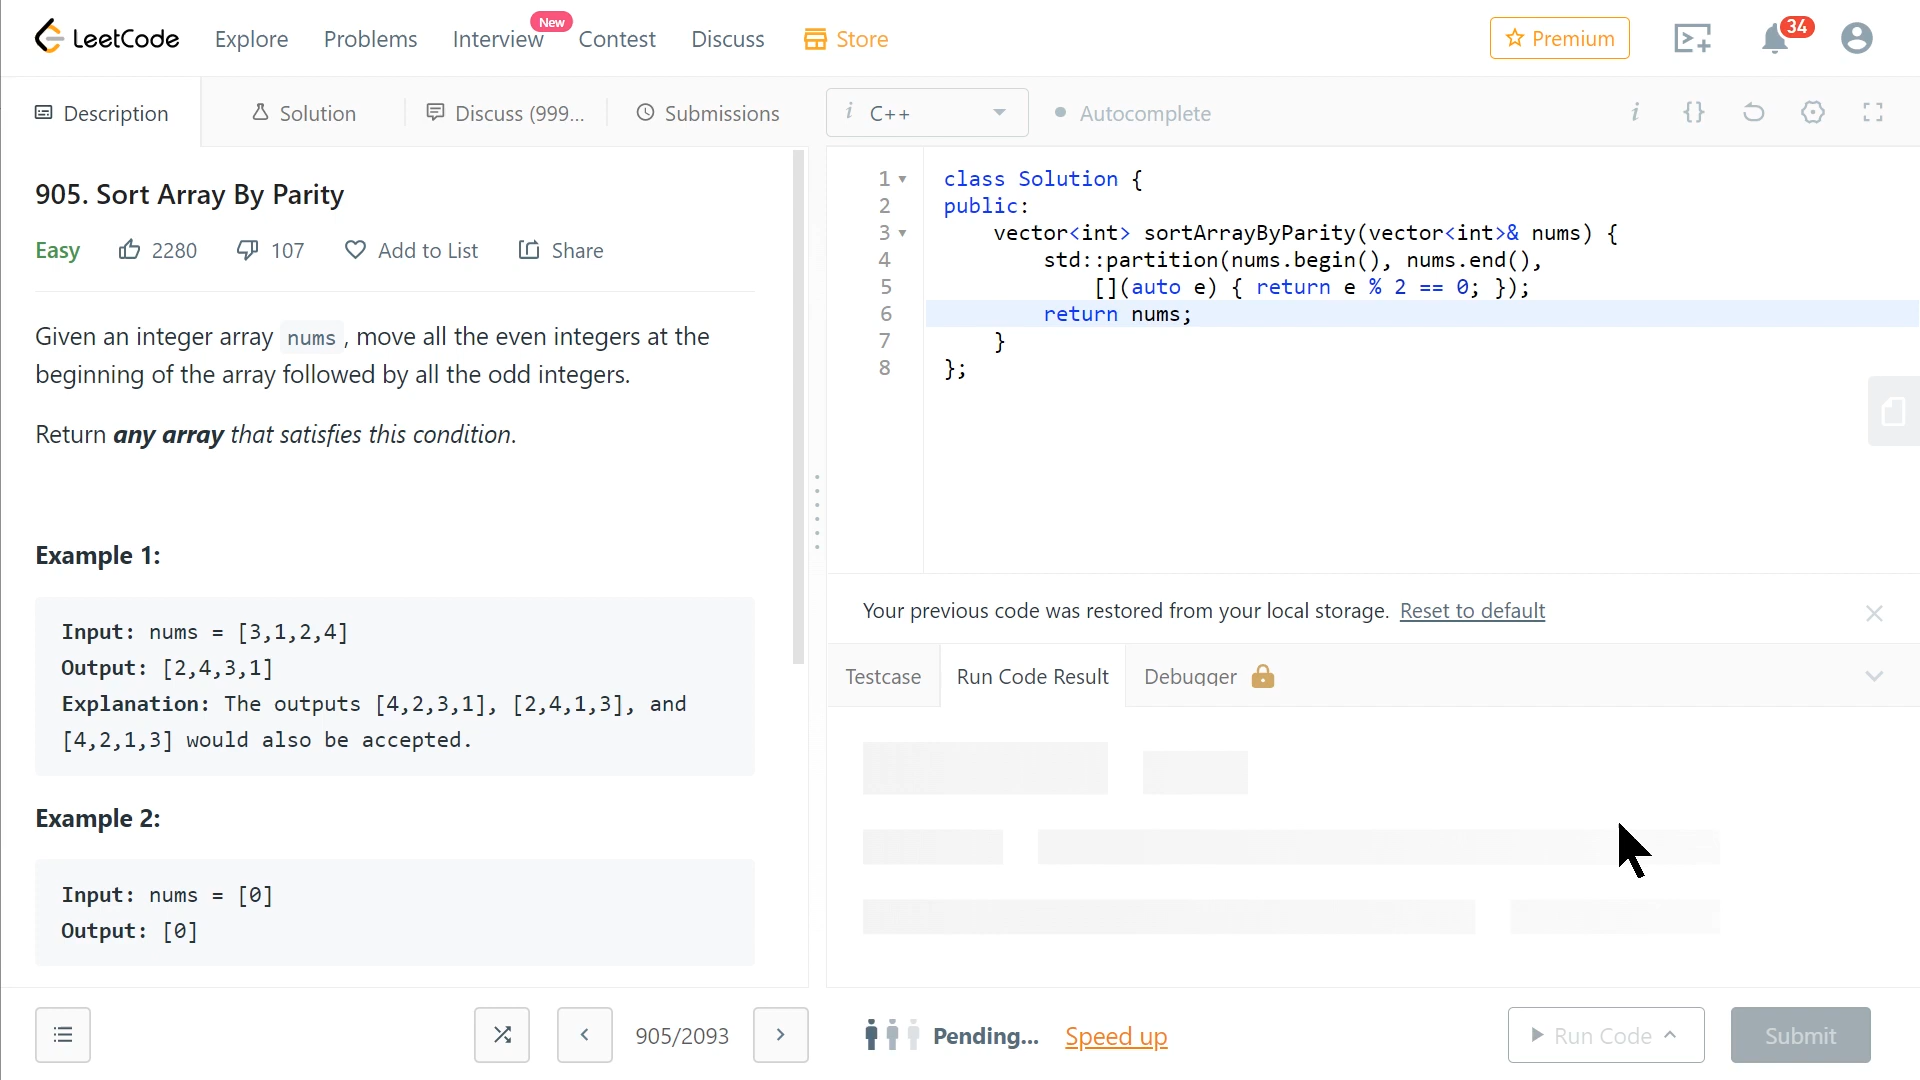 LeetCode
Explore
Problems
Interview
New
Contest
Discuss
Store
Premium
34
Description
Solution
Discuss (999...
Submissions
i C++
Autocomplete
i {}
905. Sort Array By Parity
Easy
2280
107
Add to List
Share
Given an integer array nums, move all the even integers at the
beginning of the array followed by all the odd integers.
Return any array that satisfies this condition.
Example 1:
Input: nums = [3,1,2,4]
Output: [2,4,3,1]
Explanation: The outputs [4,2,3,1], [2,4,1,3], and
[4,2,1,3] would also be accepted.
Example 2:
Input: nums = [0]
Output: [0]
905/2093
1 class Solution {
2 public:
3 vector<int> sortArrayByParity(vector<int>& nums) {
4 std::partition(nums.begin(), nums.end(),
5 [](auto e) { return e % 2 == 0; });
6 return nums;
7 }
8 };
Your previous code was restored from your local storage. Reset to default
Testcase
Run Code Result
Debugger
Pending...
Speed up
Run Code
Submit